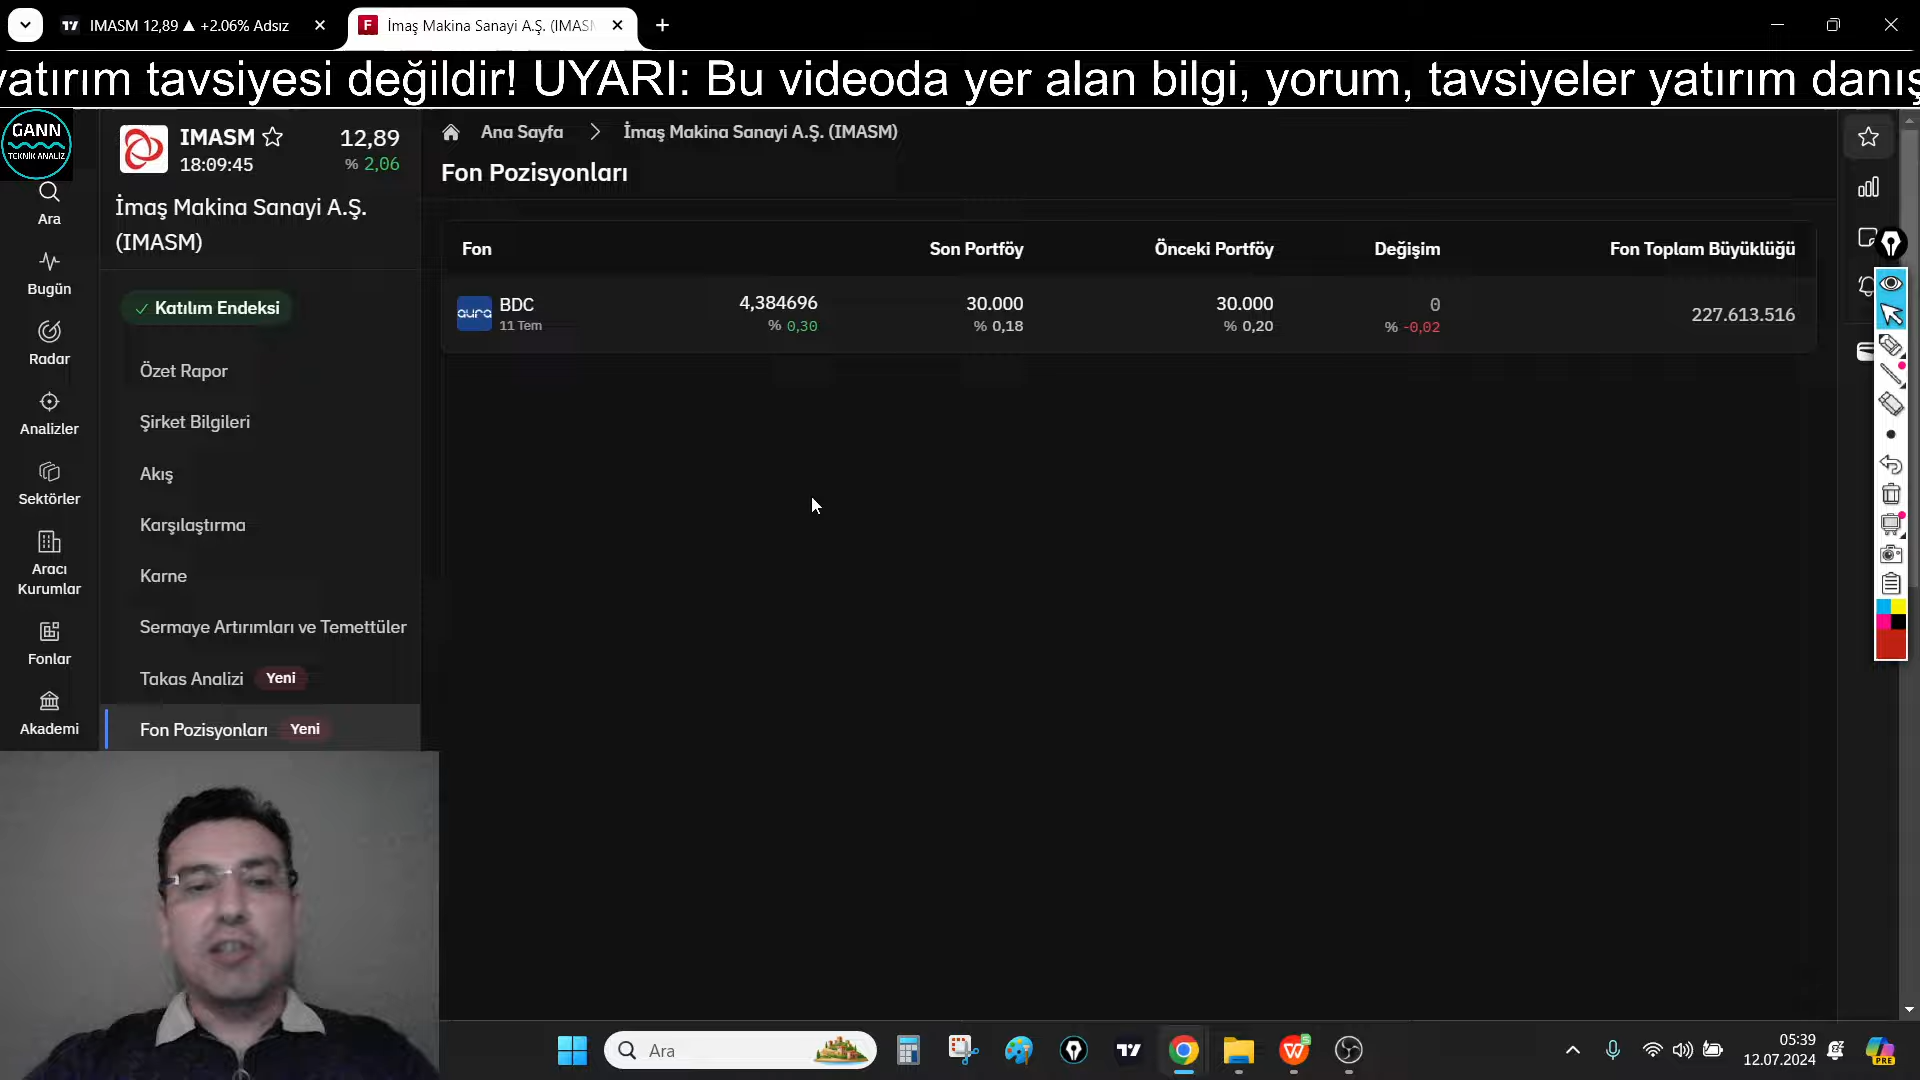 IMASM 12,89 ▲ +2.06% Adsız
İmaş Makina Sanayi A.Ş. (IMASM
yatırım tavsiyesi değildir! UYARI: Bu videoda yer alan bilgi, yorum, tavsiyeler yatırım danış
GANN
TEKNİK ANALİZ
Ara
Bugün
Radar
Analizler
Sektörler
Aracı
Kurumlar
Fonlar
Akademi
IMASM 12,89
18:09:45 % 2,06
İmaş Makina Sanayi A.Ş.
(IMASM)
Katılım Endeksi
Özet Rapor
Şirket Bilgileri
Akış
Karşılaştırma
Karne
Sermaye Artırımları ve Temettüler
Takas Analizi Yeni
Fon Pozisyonları Yeni
Ana Sayfa > İmaş Makina Sanayi A.Ş. (IMASM)
Fon Pozisyonları
Fon Son Portföy Önceki Portföy Değişim Fon Toplam Büyüklüğü
aura BDC 4,384696 30.000 30.000 0 227.613.516
11 Tem % 0,30 % 0,18 % 0,20 % -0,02
Ara
05:39
12.07.2024
PRE